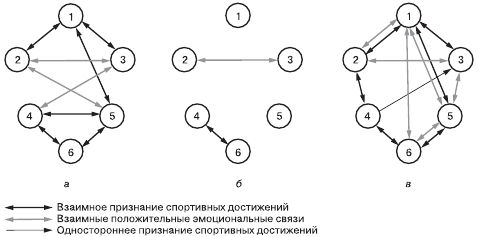 1 1 1
2 3 2 3 2 3
4 5 4 5 4 5
6 6 6
а б в
Взаимное признание спортивных достижений
Взаимные положительные эмоциональные связи
Одностороннее признание спортивных достижений